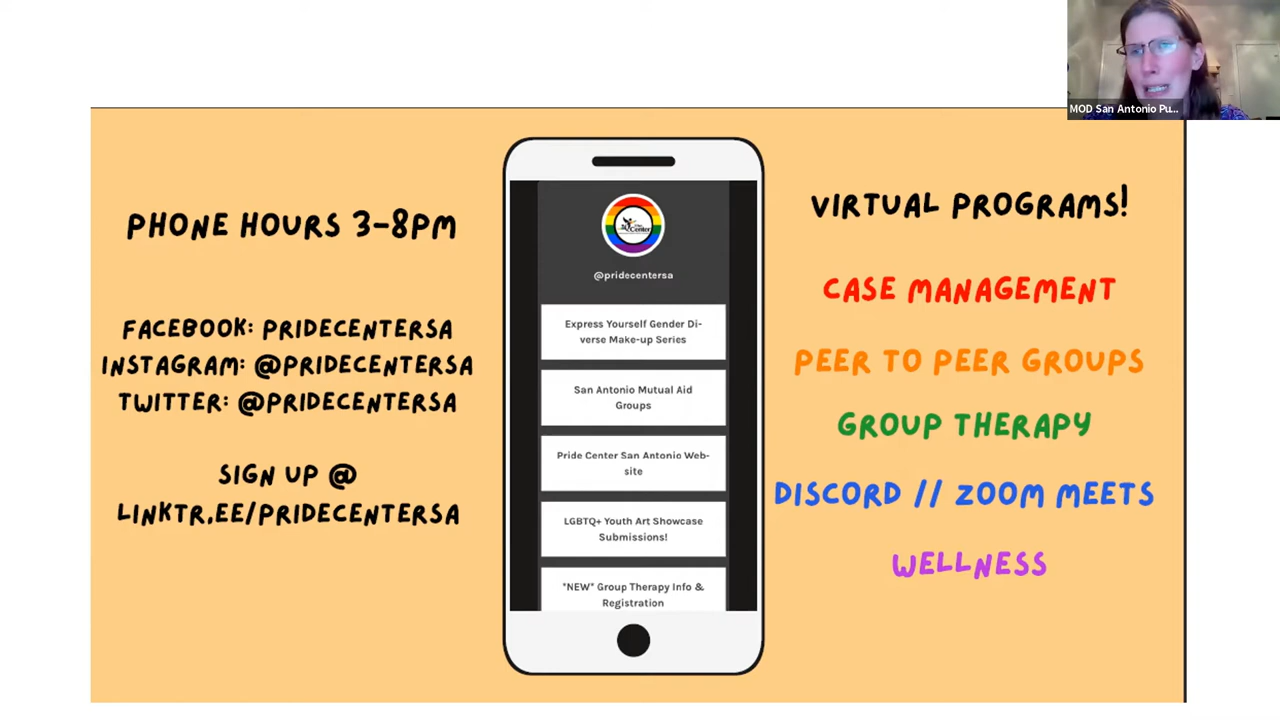 MOD San Antonio Pu...
PHONE HOURS 3-8PM
FACEBOOK: PRIDECENTERSA
INSTAGRAM: @PRIDECENTERSA
TWITTER: @PRIDECENTERSA
SIGN UP @
LINKTR.EE/PRIDECENTERSA
Center
@pridecentersa
Express Yourself Gender Di-
verse Make-up Series
San Antonio Mutual Aid
Groups
Pride Center San Antonio Web-
site
LGBTQ+ Youth Art Showcase
Submissions!
*NEW* Group Therapy Info &
Registration
VIRTUAL PROGRAMS!
CASE MANAGEMENT
PEER TO PEER GROUPS
GROUP THERAPY
DISCORD // ZOOM MEETS
WELLNESS